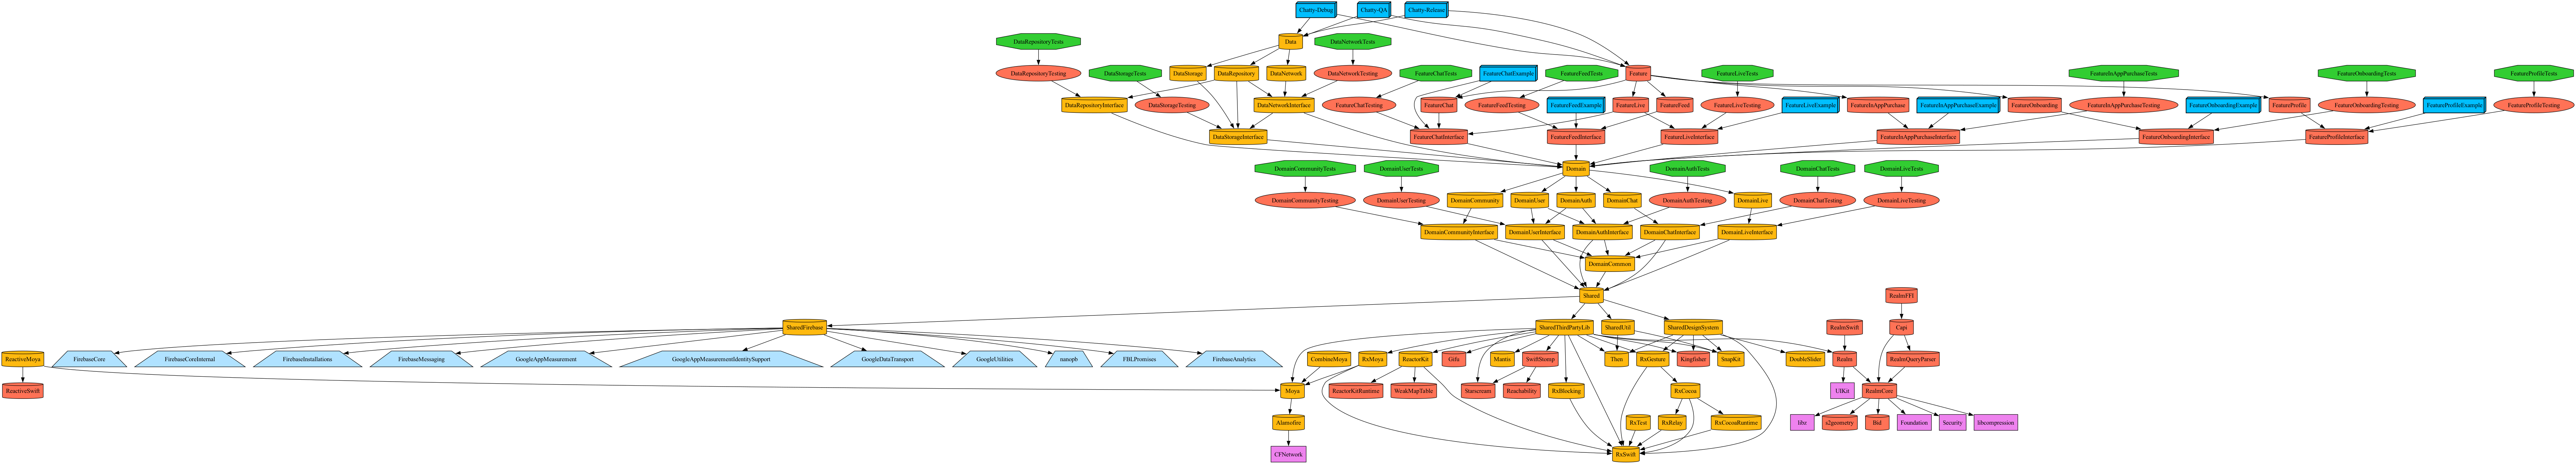 Chatty-Debug
Chatty-QA
Chatty-Release
DataRepositoryTests
Data
DataNetworkTests
DataRepositoryTesting
DataStorageTests
DataStorage
DataRepository
DataNetwork
DataNetworkTesting
FeatureChatTests
FeatureChatExample
FeatureFeedTests
Feature
FeatureLiveTests
FeatureInAppPurchaseTests
FeatureOnboardingTests
FeatureProfileTests
DataRepositoryInterface
DataStorageTesting
DataNetworkInterface
FeatureChatTesting
FeatureChat
FeatureFeedTesting
FeatureFeedExample
FeatureLive
FeatureFeed
FeatureLiveTesting
FeatureLiveExample
FeatureInAppPurchase
FeatureInAppPurchaseExample
FeatureOnboarding
FeatureInAppPurchaseTesting
FeatureOnboardingExample
FeatureProfile
FeatureOnboardingTesting
FeatureProfileExample
FeatureProfileTesting
DataStorageInterface
FeatureChatInterface
FeatureFeedInterface
FeatureLiveInterface
FeatureInAppPurchaseInterface
FeatureOnboardingInterface
FeatureProfileInterface
DomainCommunityTests
DomainUserTests
Domain
DomainAuthTests
DomainChatTests
DomainLiveTests
DomainCommunityTesting
DomainUserTesting
DomainCommunity
DomainUser
DomainAuth
DomainChat
DomainAuthTesting
DomainLive
DomainChatTesting
DomainLiveTesting
DomainCommunityInterface
DomainUserInterface
DomainAuthInterface
DomainChatInterface
DomainLiveInterface
DomainCommon
Shared
RealmFFI
SharedFirebase
SharedThirdPartyLib
SharedUtil
SharedDesignSystem
RealmSwift
Capi
ReactiveMoya
FirebaseCore
FirebaseCoreInternal
FirebaseInstallations
FirebaseMessaging
GoogleAppMeasurement
GoogleAppMeasurementIdentitySupport
GoogleDataTransport
GoogleUtilities
nanopb
FBLPromises
FirebaseAnalytics
CombineMoya
RxMoya
ReactorKit
Gifu
Mantis
SwiftStomp
Then
RxGesture
Kingfisher
SnapKit
DoubleSlider
Realm
RealmQueryParser
ReactiveSwift
Moya
ReactorKitRuntime
WeakMapTable
Starscream
Reachability
RxBlocking
RxCocoa
UIKit
RealmCore
Alamofire
RxTest
RxRelay
RxCocoaRuntime
libz
s2geometry
Bid
Foundation
Security
libcompression
CFNetwork
RxSwift